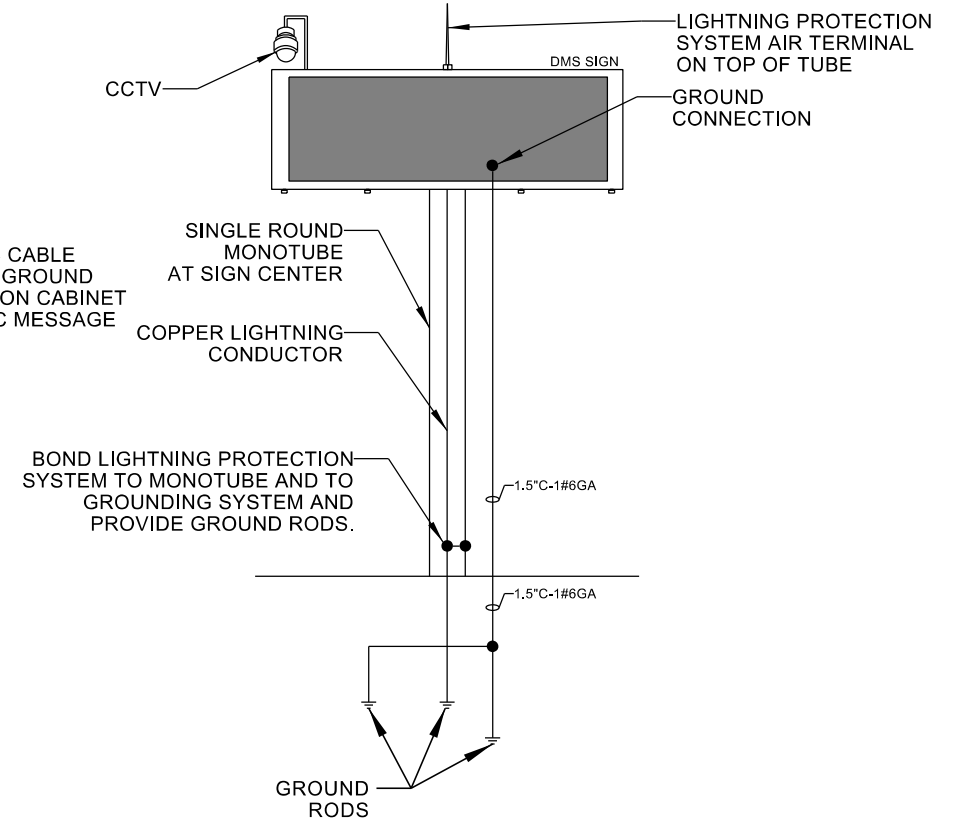 LIGHTNING PROTECTION
SYSTEM AIR TERMINAL
ON TOP OF TUBE
DMS SIGN
CCTV
GROUND
CONNECTION
SINGLE ROUND
MONOTUBE
AT SIGN CENTER
CABLE
GROUND
ON CABINET
C MESSAGE
COPPER LIGHTNING
CONDUCTOR
BOND LIGHTNING PROTECTION
SYSTEM TO MONOTUBE AND TO
GROUNDING SYSTEM AND
PROVIDE GROUND RODS.
1.5"C-1#6GA
1.5"C-1#6GA
GROUND
RODS